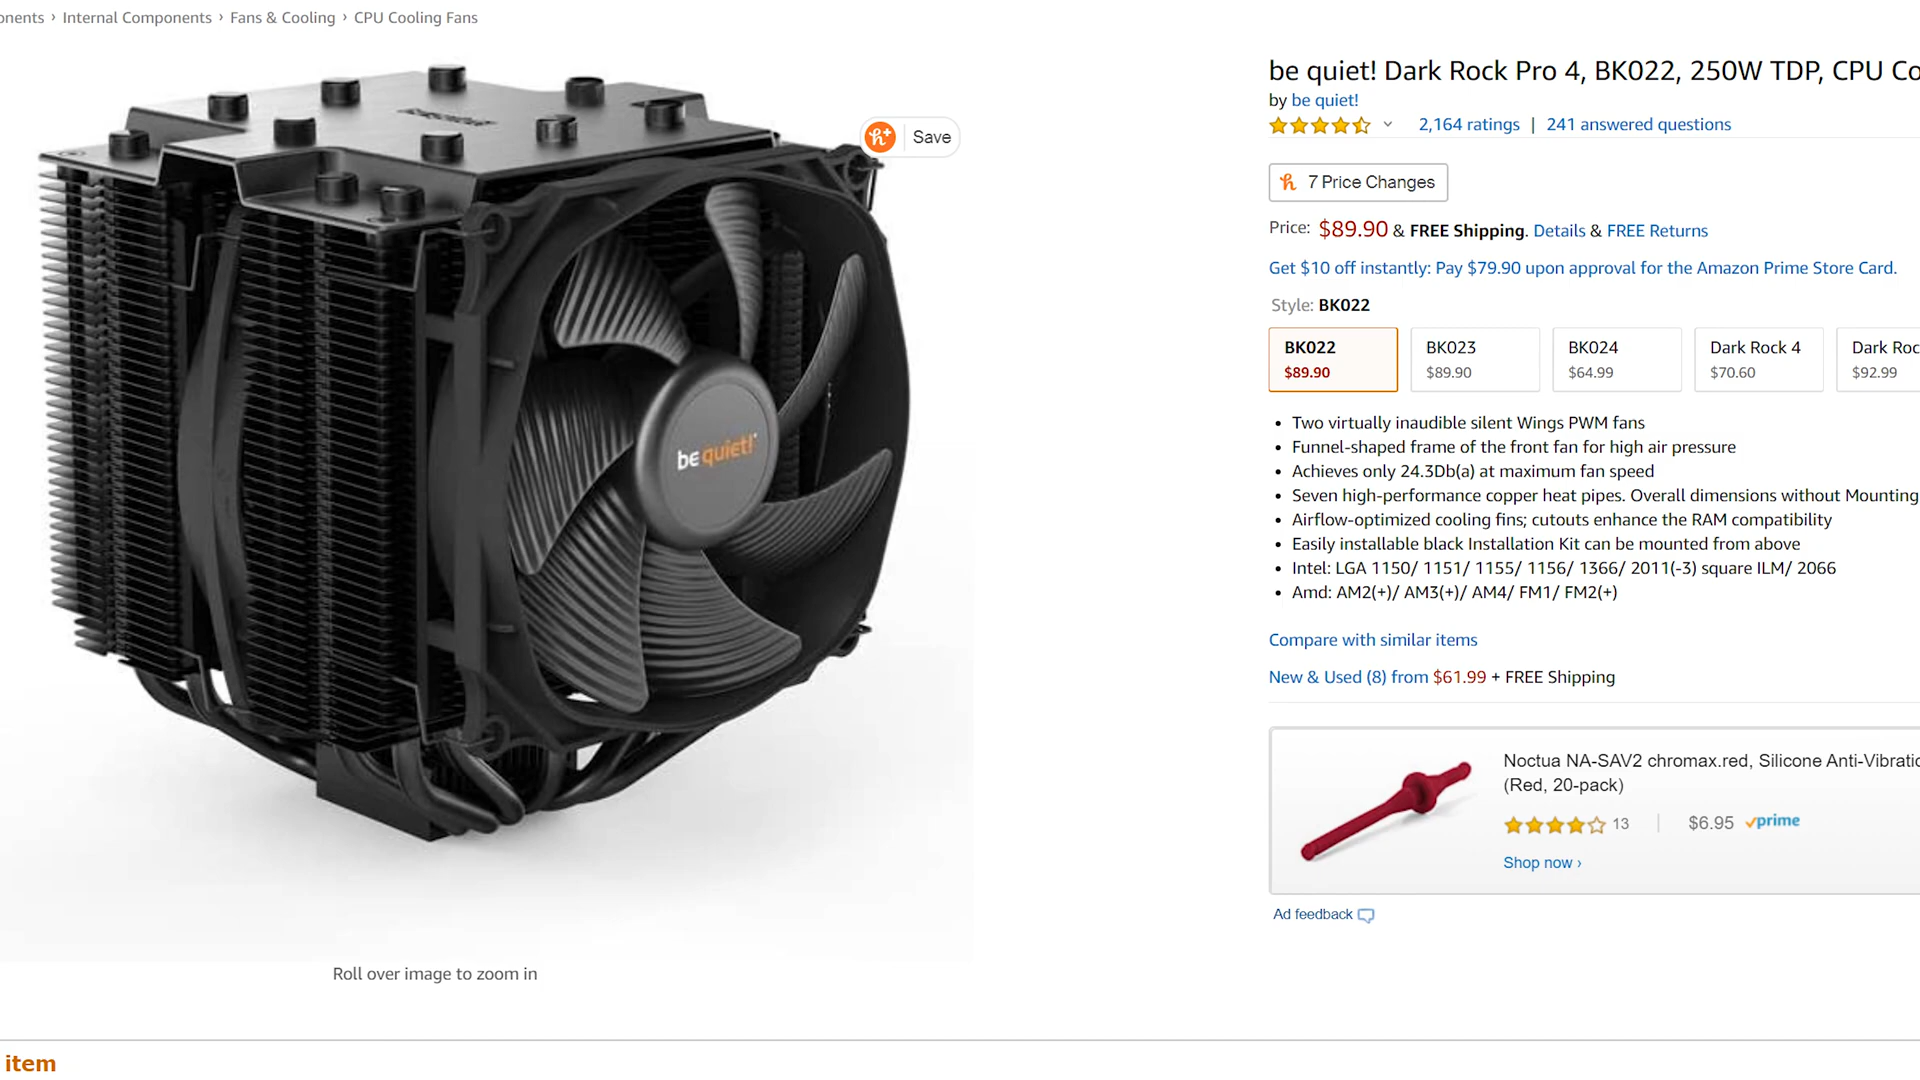 onents › Internal Components › Fans & Cooling › CPU Cooling Fans
Save
be quiet!
Roll over image to zoom in
be quiet! Dark Rock Pro 4, BK022, 250W TDP, CPU Co
by be quiet!
2,164 ratings | 241 answered questions
7 Price Changes
Price: $89.90 & FREE Shipping. Details & FREE Returns
Get $10 off instantly: Pay $79.90 upon approval for the Amazon Prime Store Card.
Style: BK022
BK022 BK023 BK024 Dark Rock 4 Dark Roc
$89.90 $89.90 $64.99 $70.60 $92.99
• Two virtually inaudible silent Wings PWM fans
• Funnel-shaped frame of the front fan for high air pressure
• Achieves only 24.3Db(a) at maximum fan speed
• Seven high-performance copper heat pipes. Overall dimensions without Mounting
• Airflow-optimized cooling fins; cutouts enhance the RAM compatibility
• Easily installable black Installation Kit can be mounted from above
• Intel: LGA 1150/ 1151/ 1155/ 1156/ 1366/ 2011(-3) square ILM/ 2066
• Amd: AM2(+)/ AM3(+)/ AM4/ FM1/ FM2(+)
Compare with similar items
New & Used (8) from $61.99 + FREE Shipping
Noctua NA-SAV2 chromax.red, Silicone Anti-Vibratio
(Red, 20-pack)
13 | $6.95 prime
Shop now ›
Ad feedback
item